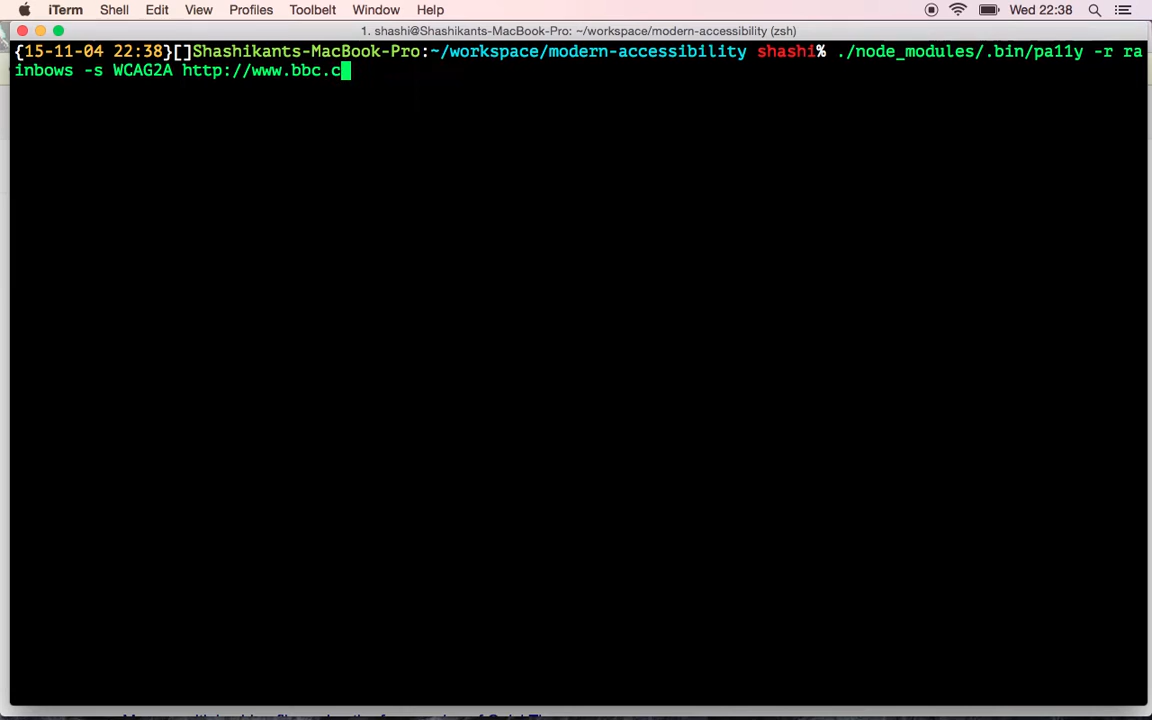 iTerm Shell Edit View Profiles Toolbelt Window Help Wed 22:38
1. shashi@Shashikants-MacBook-Pro: ~/workspace/modern-accessibility (zsh)
{15-11-04 22:38}[]Shashikants-MacBook-Pro:~/workspace/modern-accessibility shashi% ./node_modules/.bin/pa11y -r ra
inbows -s WCAG2A http://www.bbc.c